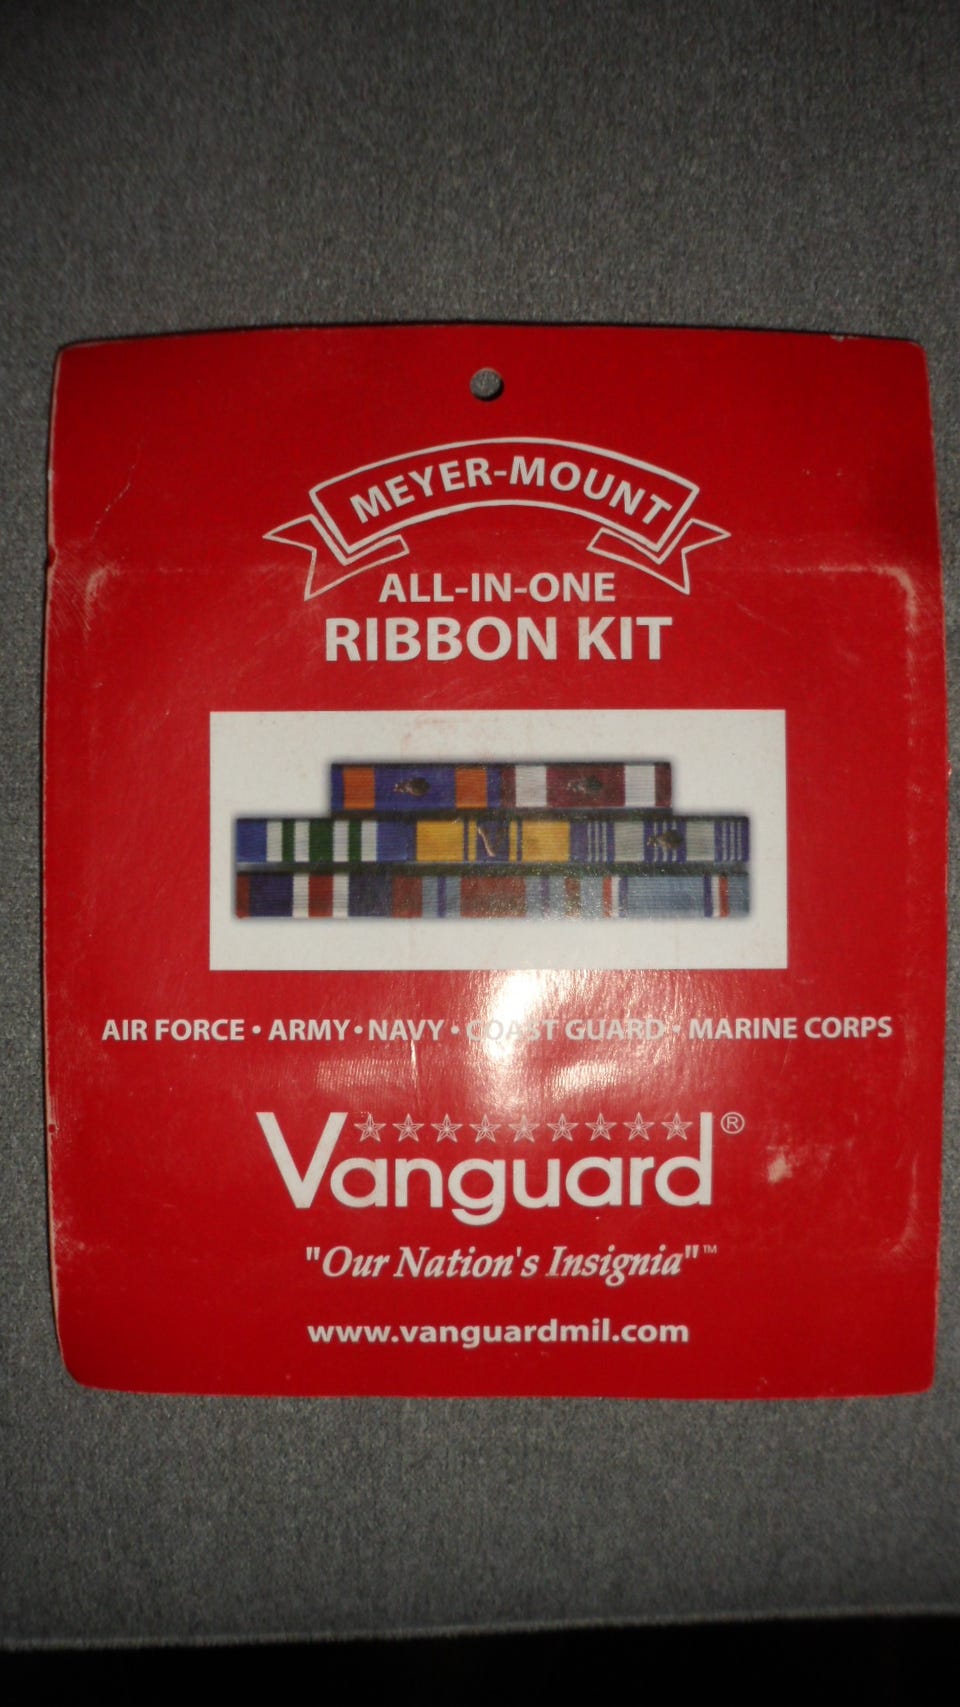 MEYER-MOUNT
ALL-IN-ONE
RIBBON KIT
AIR FORCE • ARMY • NAVY • COAST GUARD • MARINE CORPS
Vanguard®
"Our Nation's Insignia"™
www.vanguardmil.com